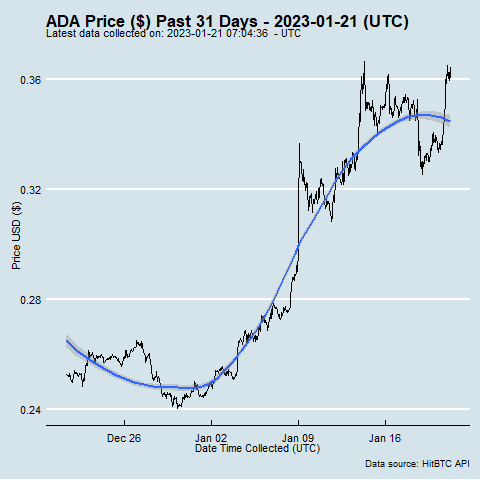 ADA Price ($) Past 31 Days - 2023-01-21 (UTC)
Latest data collected on: 2023-01-21 07:04:36 - UTC
0.36
0.32
0.28
0.24
Price USD ($)
Dec 26
Jan 02
Jan 09
Jan 16
Date Time Collected (UTC)
Data source: HitBTC API